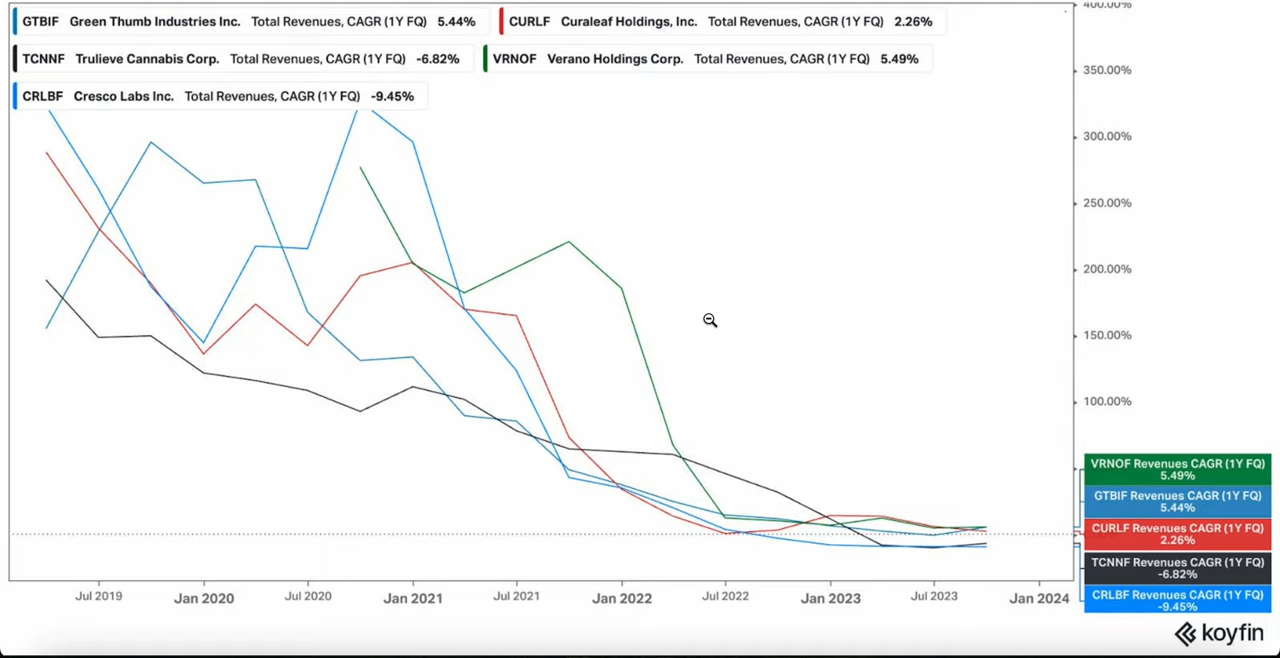 400.00%
GTBIF Green Thumb Industries Inc. Total Revenues, CAGR (1Y FQ) 5.44% CURLF Curaleaf Holdings, Inc. Total Revenues, CAGR (1Y FQ) 2.26%
TCNNF Trulieve Cannabis Corp. Total Revenues, CAGR (1Y FQ) -6.82% VRNOF Verano Holdings Corp. Total Revenues, CAGR (1Y FQ) 5.49%
350.00%
CRLBF Cresco Labs Inc. Total Revenues, CAGR (1Y FQ) -9.45%
300.00%
250.00%
200.00%
150.00%
100.00%
VRNOF Revenues CAGR (1Y FQ)
5.49%
GTBIF Revenues CAGR (1Y FQ)
5.44%
CURLF Revenues CAGR (1Y FQ)
2.26%
TCNNF Revenues CAGR (1Y FQ)
-6.82%
CRLBF Revenues CAGR (1Y FQ)
-9.45%
Jul 2019 Jan 2020 Jul 2020 Jan 2021 Jul 2021 Jan 2022 Jul 2022 Jan 2023 Jul 2023 Jan 2024
koyfin